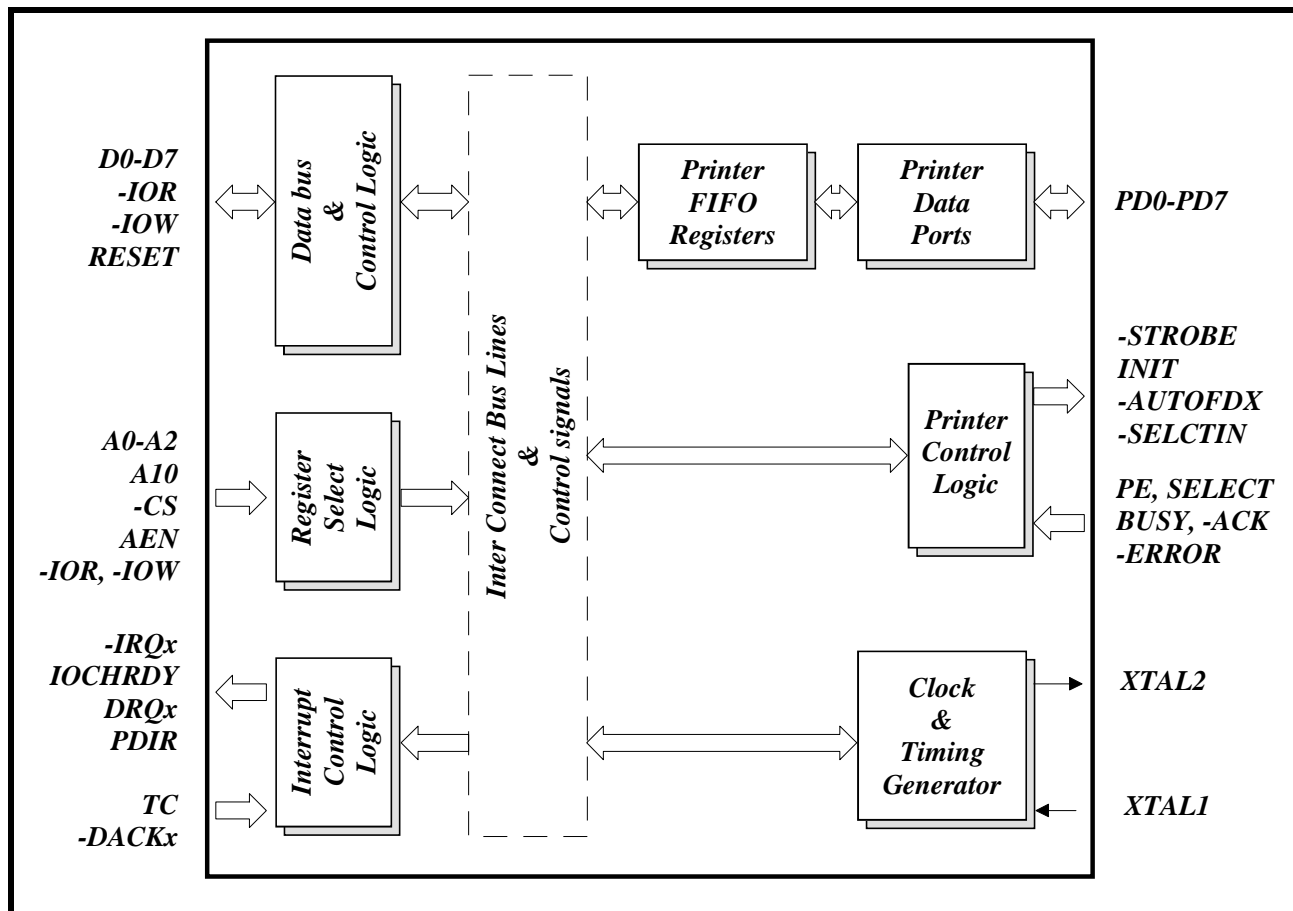 D0-D7
-IOR
-IOW
RESET
Data bus
&
Control Logic
A0-A2
A10
-CS
AEN
-IOR, -IOW
Register
Select
Logic
-IRQx
IOCHRDY
DRQx
PDIR
TC
-DACKx
Interrupt
Control
Logic
Inter Connect Bus Lines
&
Control signals
Printer
FIFO
Registers
Printer
Data
Ports
PD0-PD7
Printer
Control
Logic
-STROBE
INIT
-AUTOFDX
-SELCTIN
PE, SELECT
BUSY, -ACK
-ERROR
Clock
&
Timing
Generator
XTAL2
XTAL1